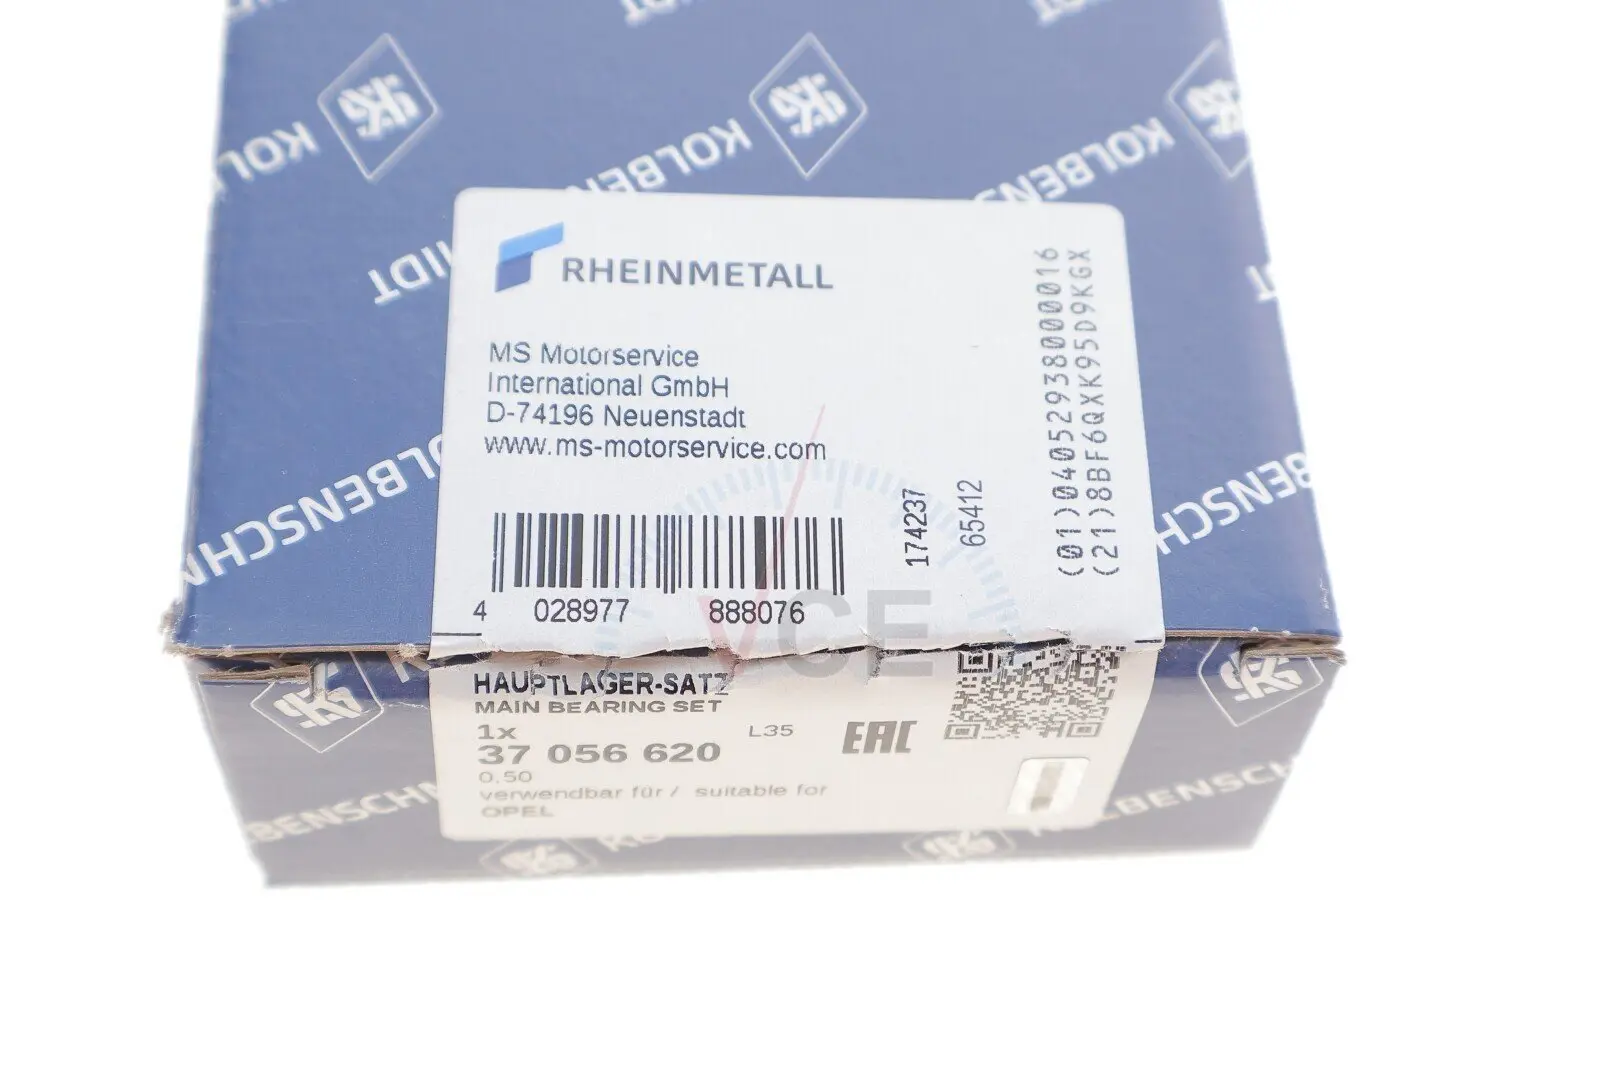 KOLBENSCHMIDT
RHEINMETALL
MS Motorservice
International GmbH
D-74196 Neuenstadt
www.ms-motorservice.com
4 028977 888076
174237
65412
(01)04052938000016
(21)8BF6QXK95D9KGX
VCE
HAUPTLAGER-SATZ
MAIN BEARING SET
1x
L35
37 056 620
EAC
0.50
verwendbar für / suitable for
OPEL